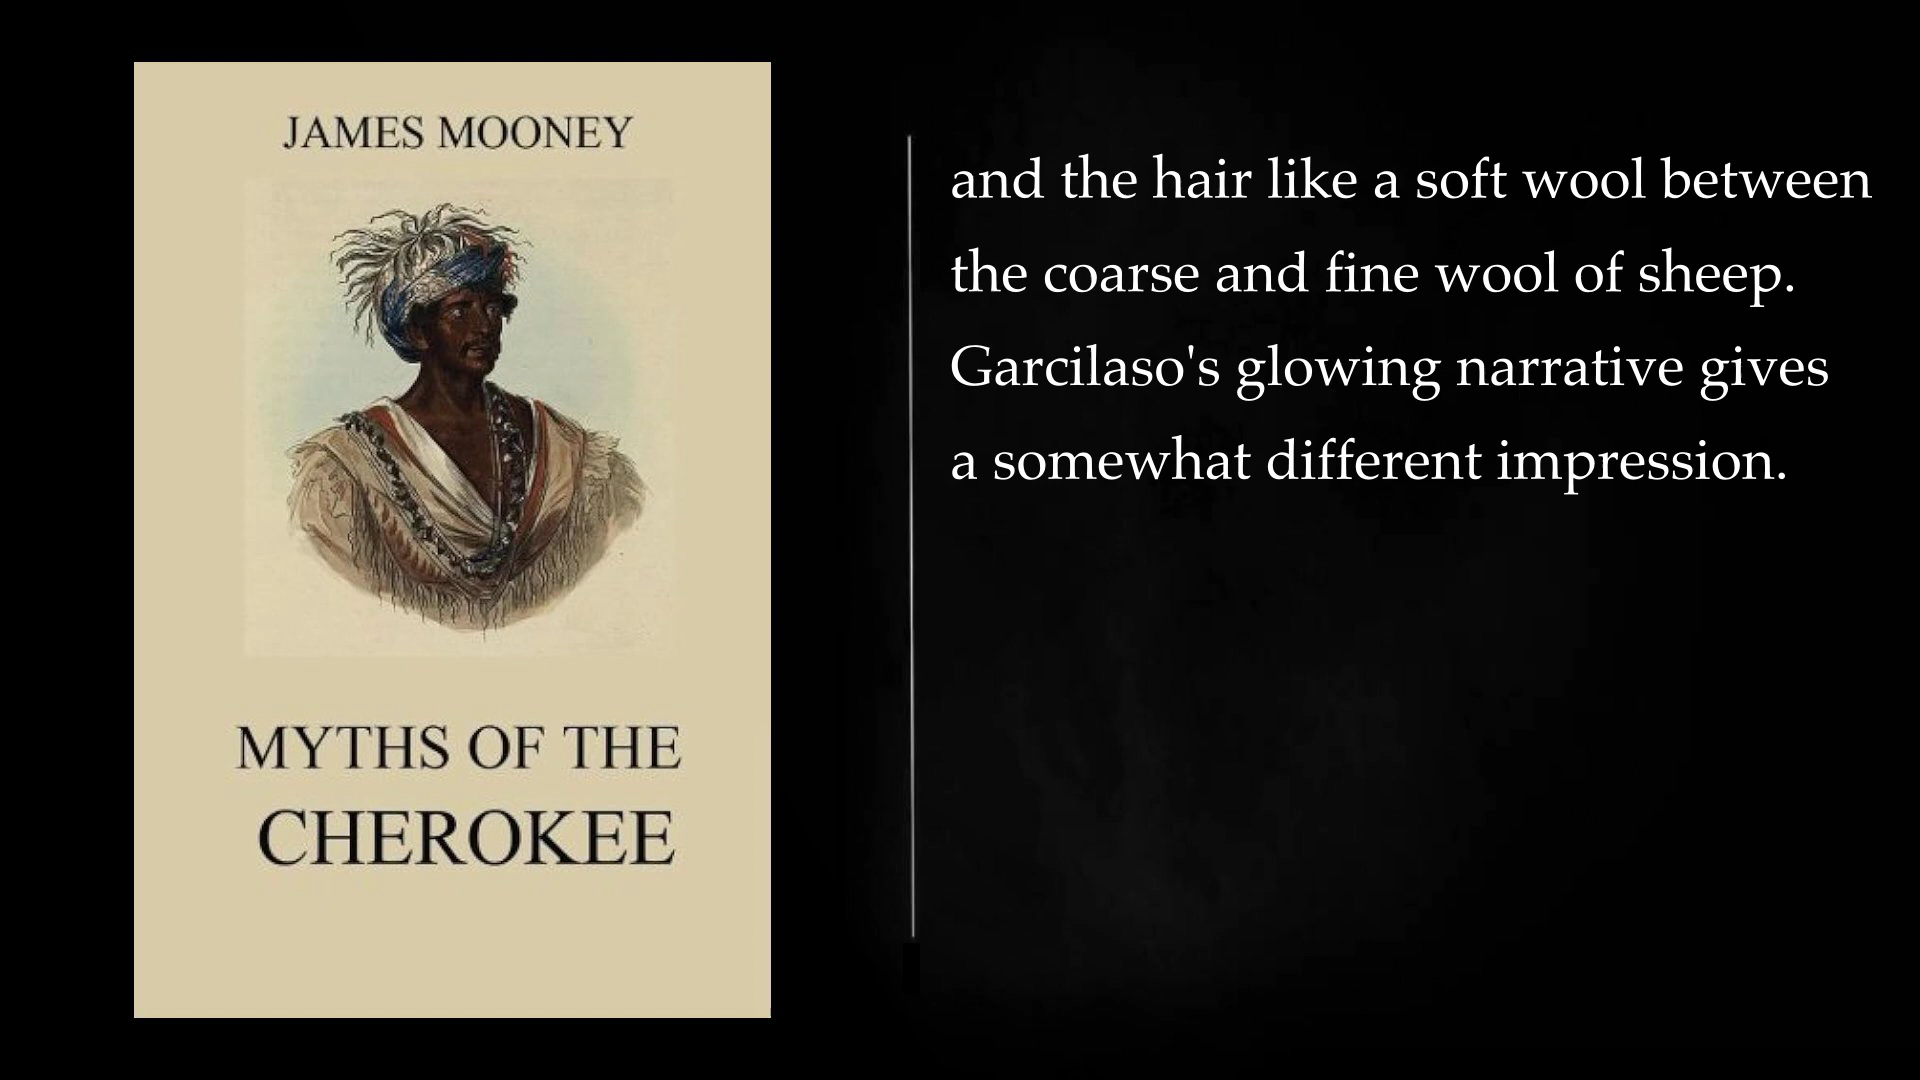 JAMES MOONEY
MYTHS OF THE
CHEROKEE
and the hair like a soft wool between
the coarse and fine wool of sheep.
Garcilaso's glowing narrative gives
a somewhat different impression.